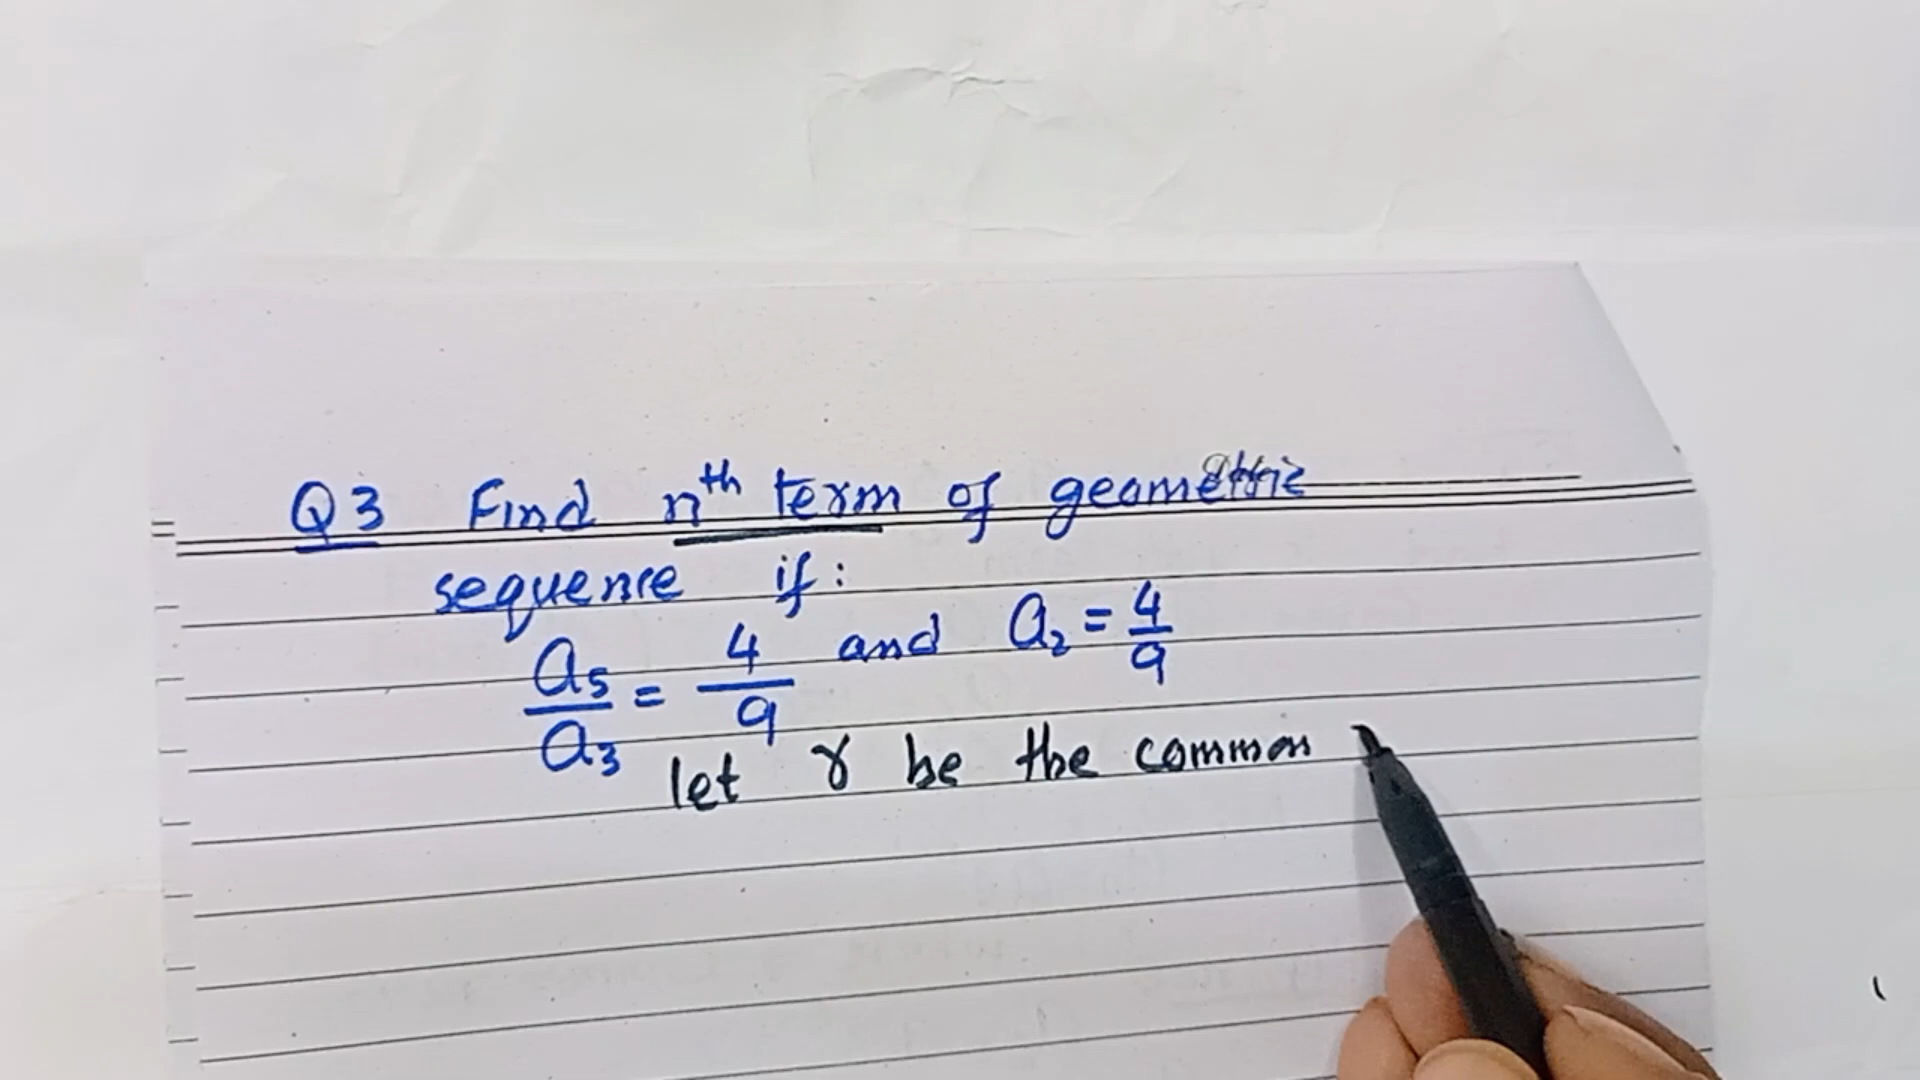 Q3 Find nth term of geometric
sequence if:
a5/a3 = 4/9 and a2 = 4/9
let r be the common